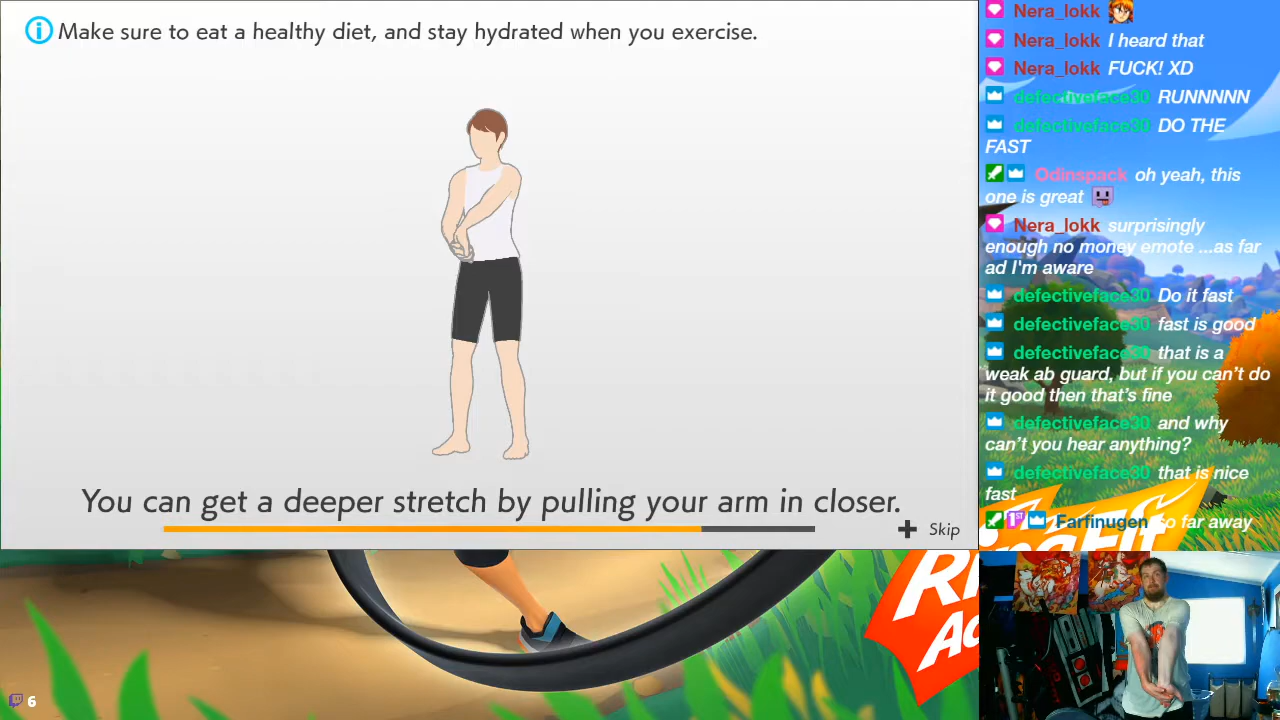 Make sure to eat a healthy diet, and stay hydrated when you exercise.
You can get a deeper stretch by pulling your arm in closer.
Skip
6
Nera_lokk
Nera_lokk I heard that
Nera_lokk FUCK! XD
defectiveface30 RUNNNNN
defectiveface30 DO THE
FAST
Odinspack oh yeah, this
one is great
Nera_lokk surprisingly
enough no money emote ...as far
ad I'm aware
defectiveface30 Do it fast
defectiveface30 fast is good
defectiveface30 that is a
weak ab guard, but if you can't do
it good then that's fine
defectiveface30 and why
can't you hear anything?
defectiveface30 that is nice
fast
1ST Farfinugen so far away